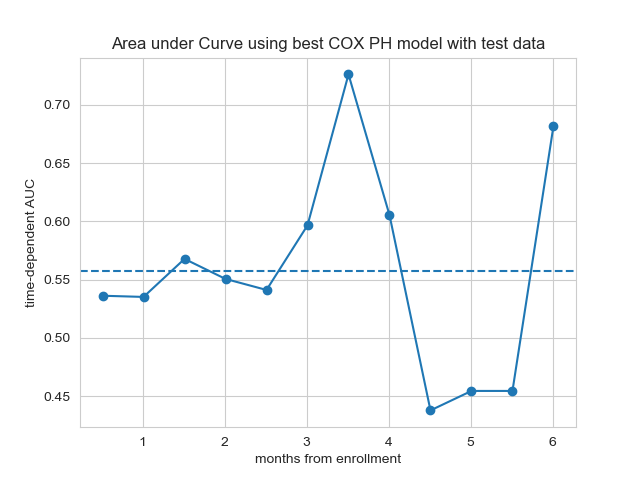 Area under Curve using best COX PH model with test data
time-dependent AUC
0.70
0.65
0.60
0.55
0.50
0.45
1 2 3 4 5 6
months from enrollment